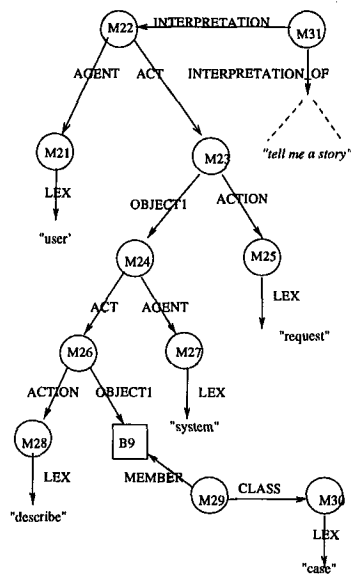 M22 INTERPRETATION M31
AGENT ACT INTERPRETATION_OF
M21 M23 "tell me a story"
LEX OBJECT1 ACTION
"user'
M24 M25
ACT AGENT LEX
M26 M27 "request"
ACTION OBJECT1 LEX
M28 B9 "system"
LEX MEMBER M29 CLASS M30
"describe" LEX
"case"